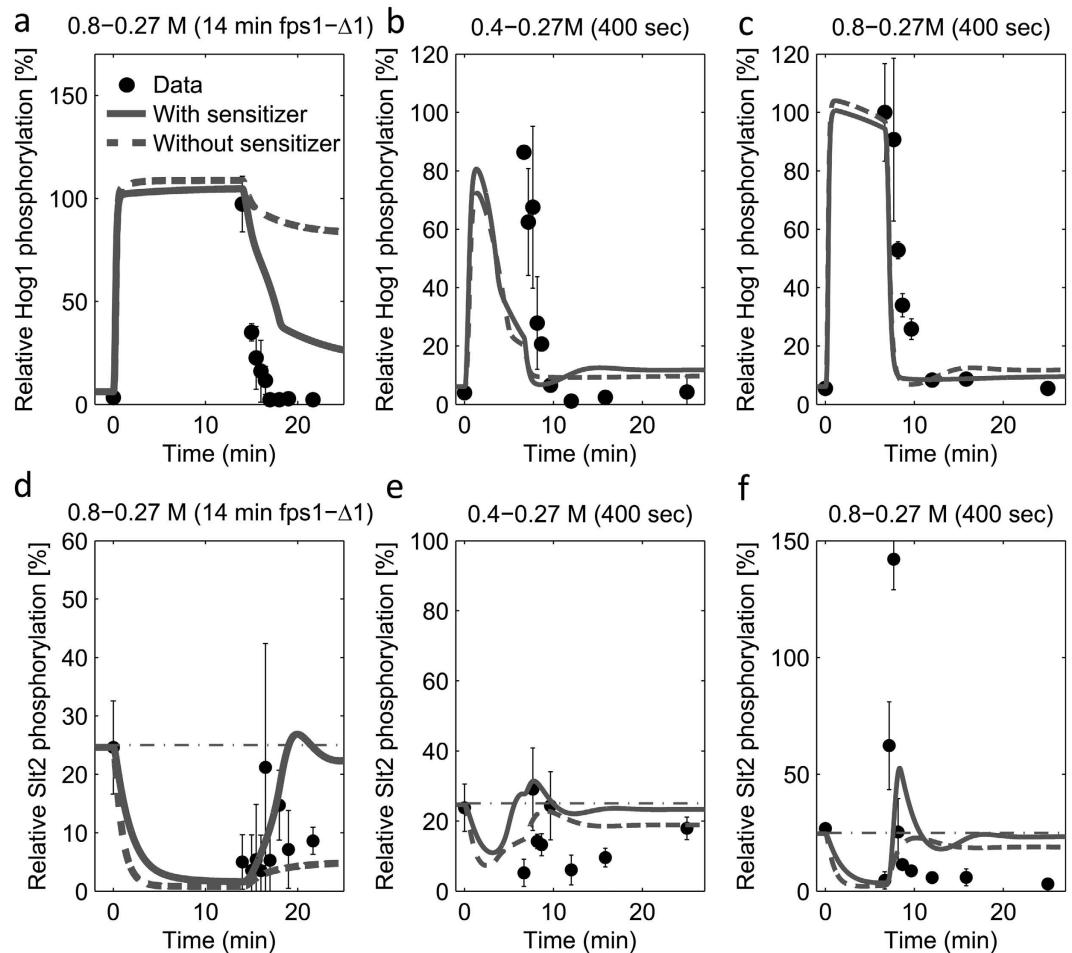 a
0.8–0.27 M (14 min fps1–Δ1)
Relative Hog1 phosphorylation [%]
150
100
50
0
Data
With sensitizer
Without sensitizer
0
10
20
Time (min)
b
0.4–0.27M (400 sec)
Relative Hog1 phosphorylation [%]
120
100
80
60
40
20
0
0
10
20
Time (min)
c
0.8–0.27M (400 sec)
Relative Hog1 phosphorylation [%]
120
100
80
60
40
20
0
0
10
20
Time (min)
d
0.8–0.27 M (14 min fps1–Δ1)
Relative Slt2 phosphorylation [%]
60
50
40
30
20
10
0
0
10
20
Time (min)
e
0.4–0.27 M (400 sec)
Relative Slt2 phosphorylation [%]
100
80
60
40
20
0
0
10
20
Time (min)
f
0.8–0.27 M (400 sec)
Relative Slt2 phosphorylation [%]
150
100
50
0
0
10
20
Time (min)